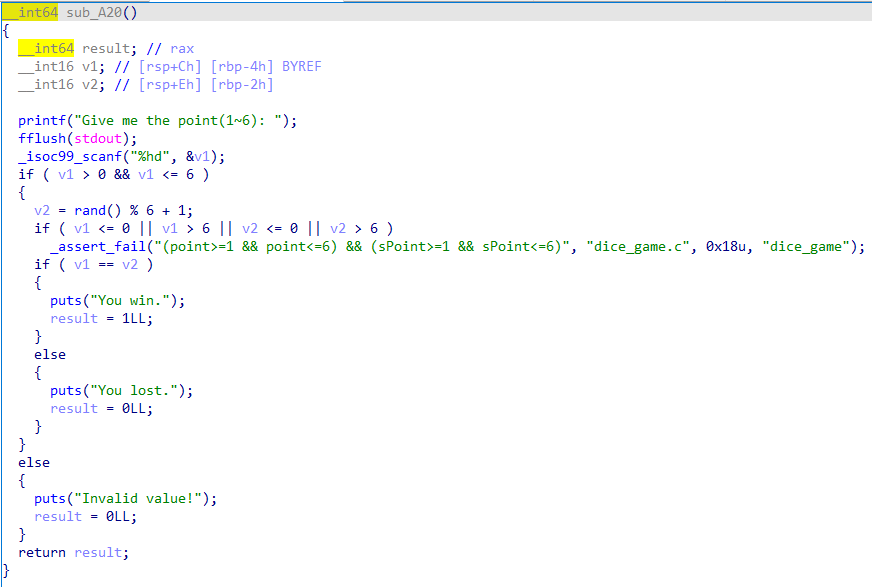 __int64 sub_A20()
{
  __int64 result; // rax
  __int16 v1; // [rsp+Ch] [rbp-4h] BYREF
  __int16 v2; // [rsp+Eh] [rbp-2h]

  printf("Give me the point(1~6): ");
  fflush(stdout);
  _isoc99_scanf("%hd", &v1);
  if ( v1 > 0 && v1 <= 6 )
  {
    v2 = rand() % 6 + 1;
    if ( v1 <= 0 || v1 > 6 || v2 <= 0 || v2 > 6 )
      _assert_fail("(point>=1 && point<=6) && (sPoint>=1 && sPoint<=6)", "dice_game.c", 0x18u, "dice_game");
    if ( v1 == v2 )
    {
      puts("You win.");
      result = 1LL;
    }
    else
    {
      puts("You lost.");
      result = 0LL;
    }
  }
  else
  {
    puts("Invalid value!");
    result = 0LL;
  }
  return result;
}